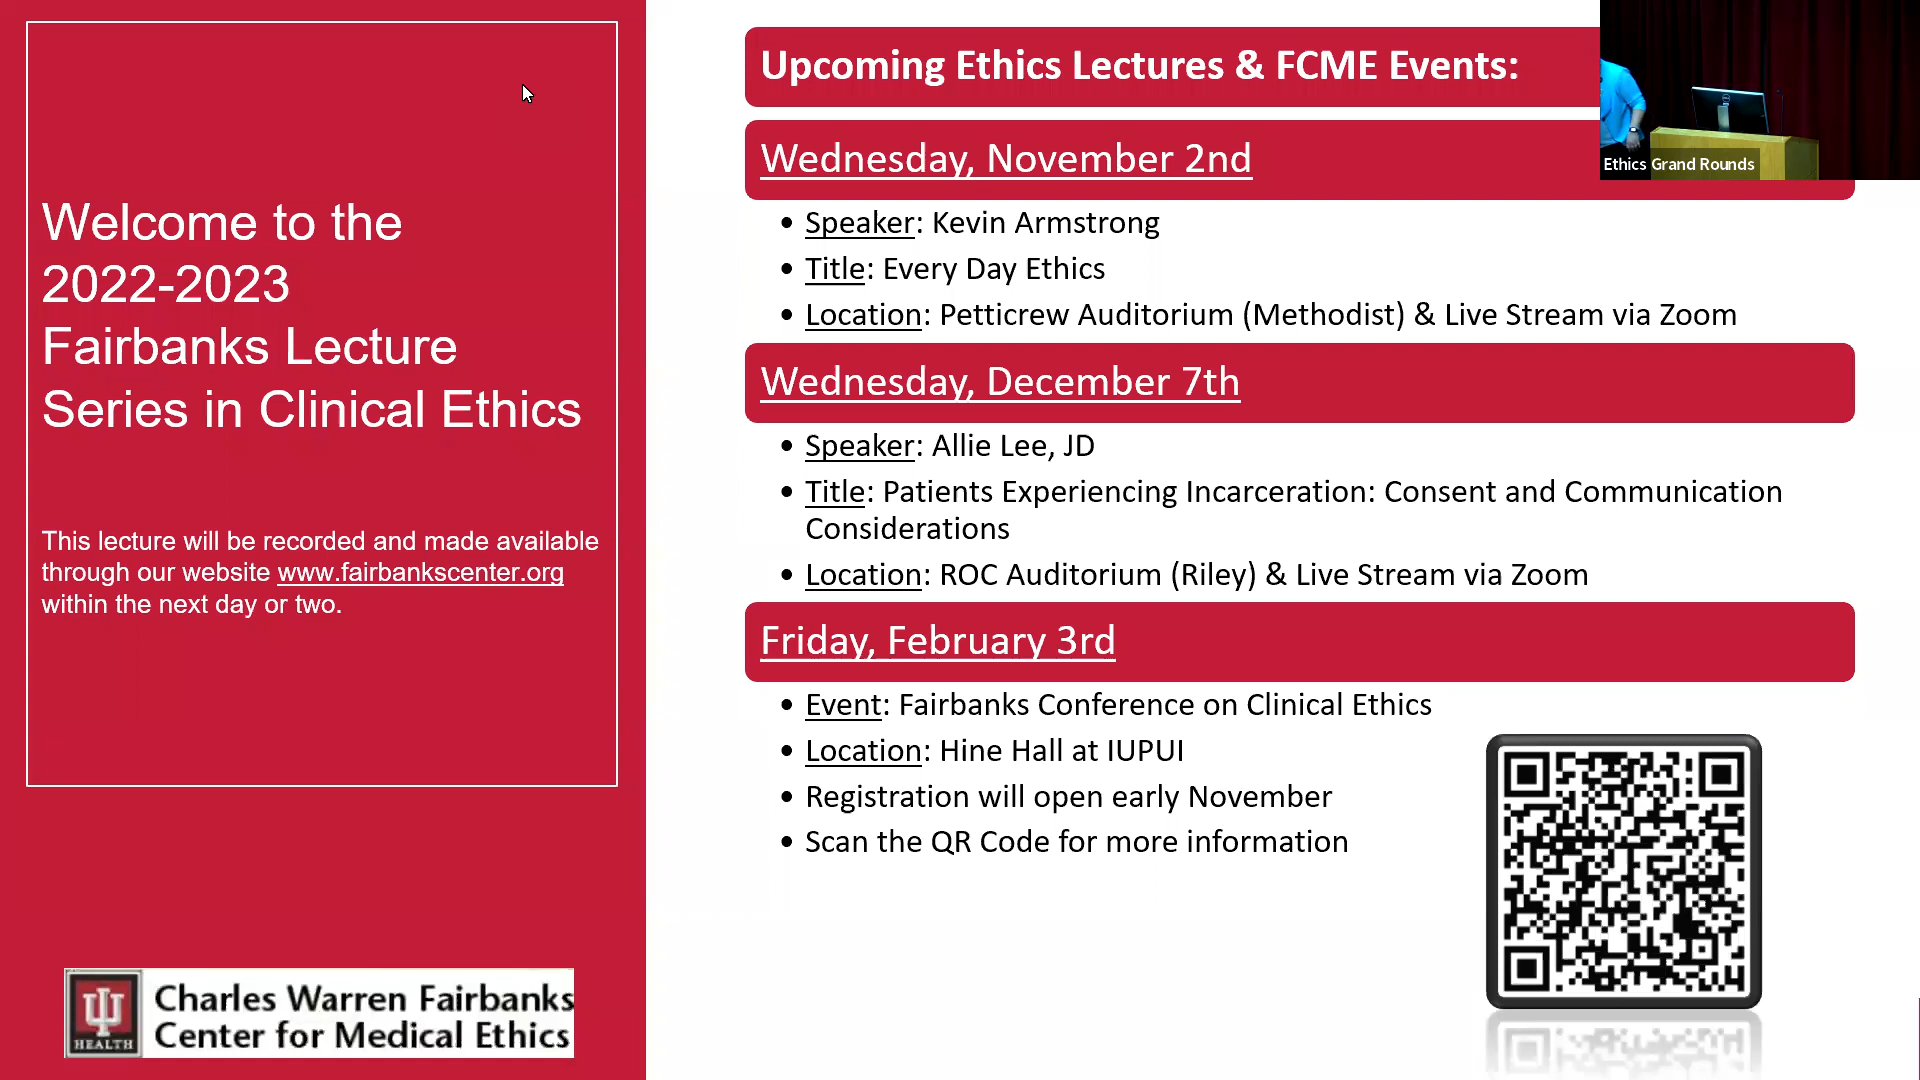 Welcome to the
2022-2023
Fairbanks Lecture
Series in Clinical Ethics
This lecture will be recorded and made available
through our website www.fairbankscenter.org
within the next day or two.
HEALTH
Charles Warren Fairbanks
Center for Medical Ethics
Upcoming Ethics Lectures & FCME Events:
Wednesday, November 2nd
• Speaker: Kevin Armstrong
• Title: Every Day Ethics
• Location: Petticrew Auditorium (Methodist) & Live Stream via Zoom
Wednesday, December 7th
• Speaker: Allie Lee, JD
• Title: Patients Experiencing Incarceration: Consent and Communication
Considerations
• Location: ROC Auditorium (Riley) & Live Stream via Zoom
Friday, February 3rd
• Event: Fairbanks Conference on Clinical Ethics
• Location: Hine Hall at IUPUI
• Registration will open early November
• Scan the QR Code for more information
Ethics Grand Rounds